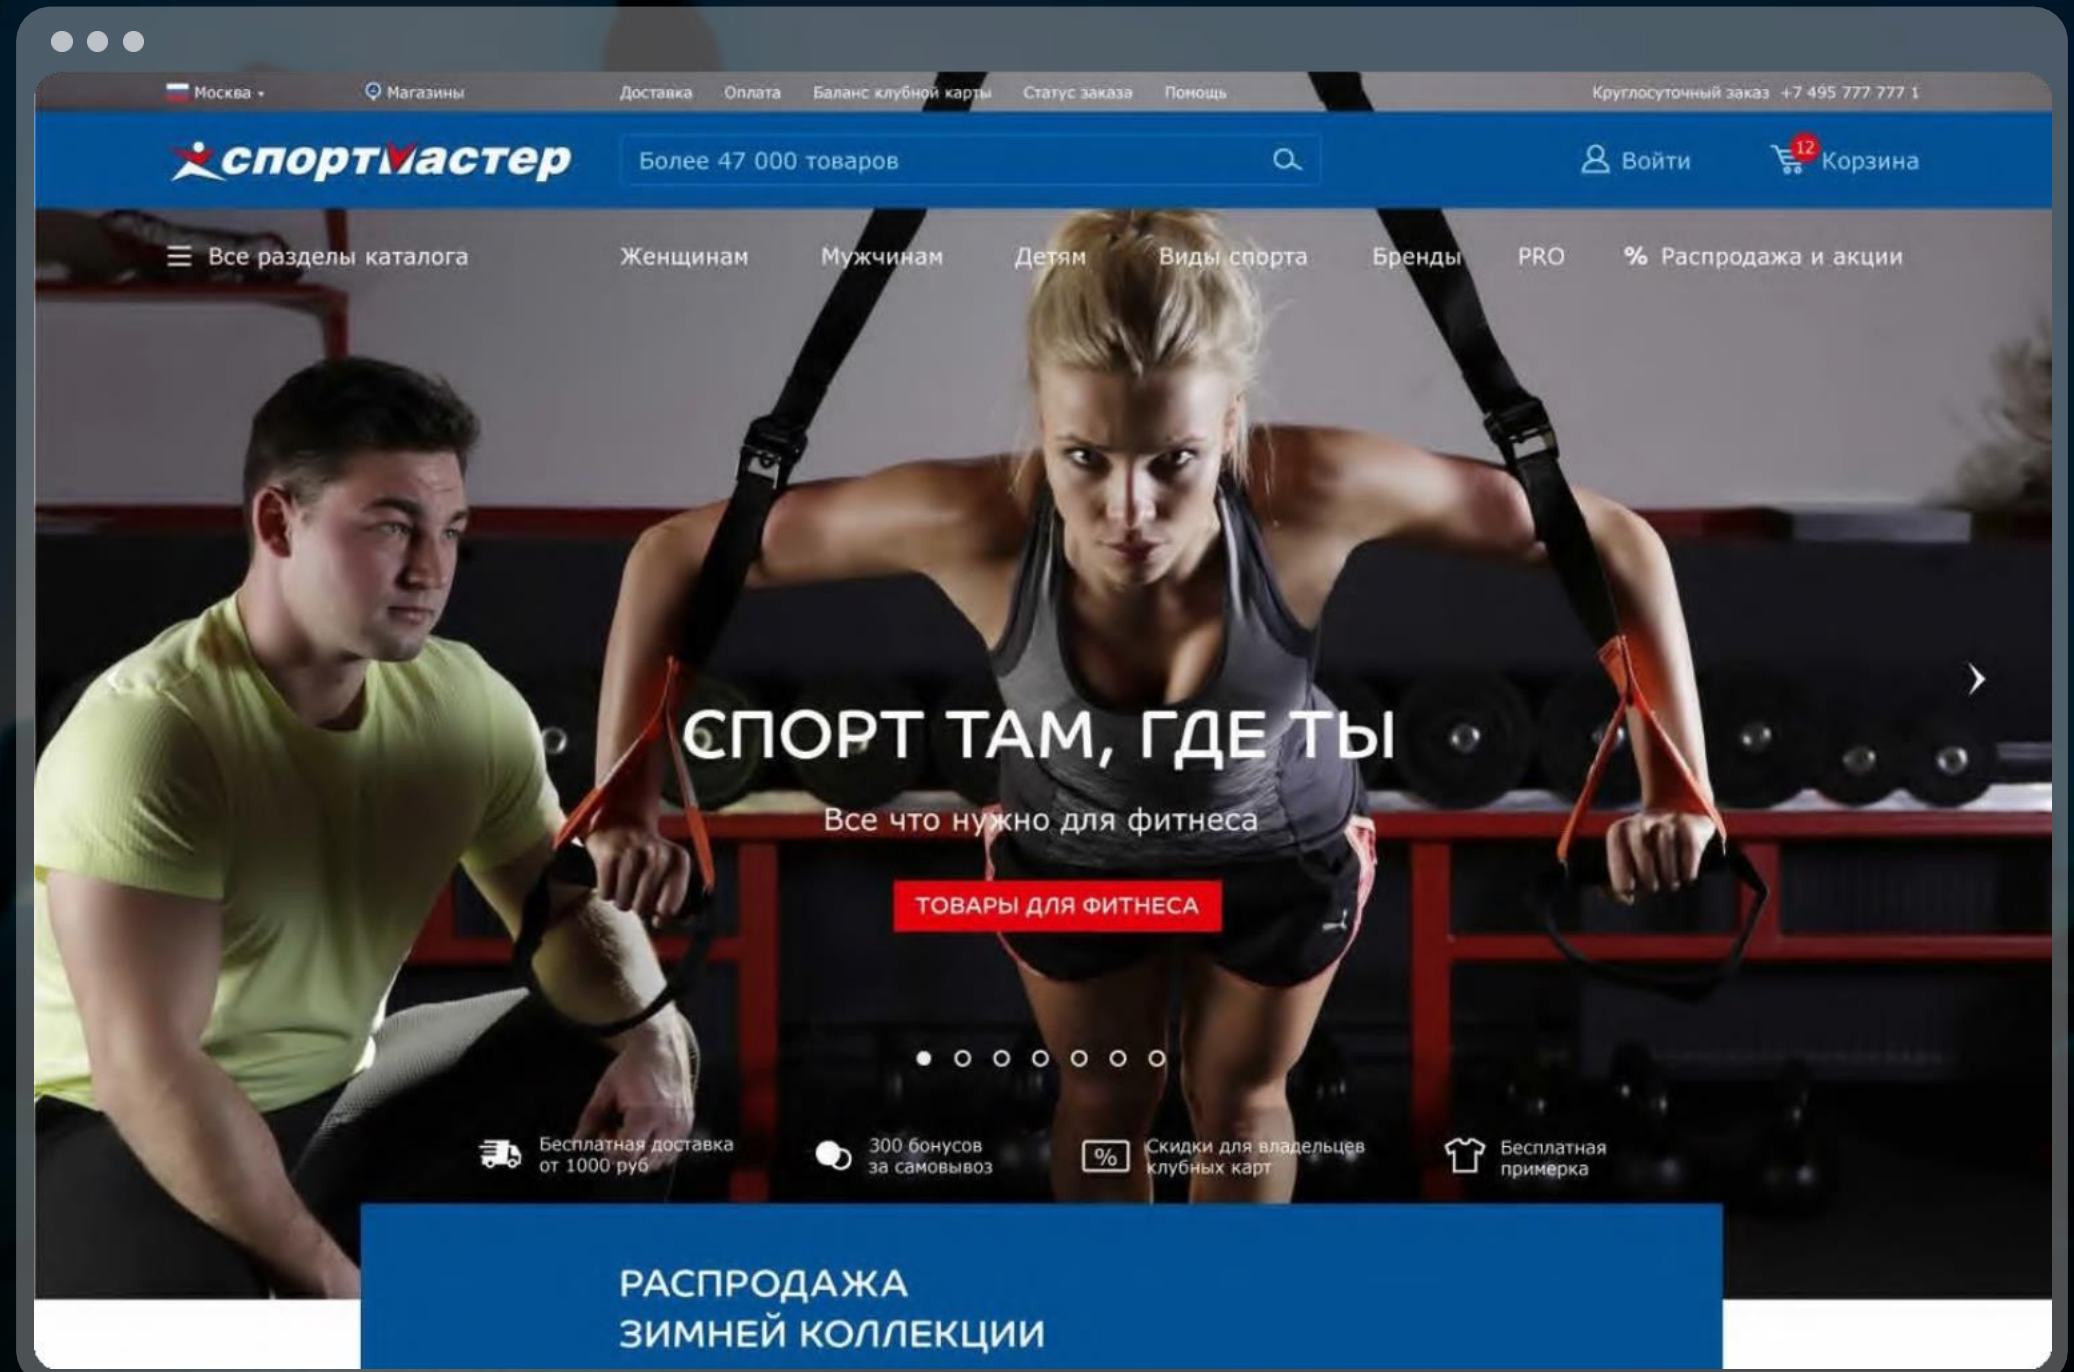 Москва
Магазины
Доставка
Оплата
Баланс клубной карты
Статус заказа
Помощь
Круглосуточный заказ +7 495 777 777 1
спортмастер
Более 47 000 товаров
Войти
12
Корзина
Все разделы каталога
Женщинам
Мужчинам
Детям
Виды спорта
Бренды
PRO
% Распродажа и акции
СПОРТ ТАМ, ГДЕ ТЫ
Все что нужно для фитнеса
ТОВАРЫ ДЛЯ ФИТНЕСА
Бесплатная доставка
от 1000 руб
300 бонусов
за самовывоз
%
Скидки для владельцев
клубных карт
Бесплатная
примерка
РАСПРОДАЖА
ЗИМНЕЙ КОЛЛЕКЦИИ